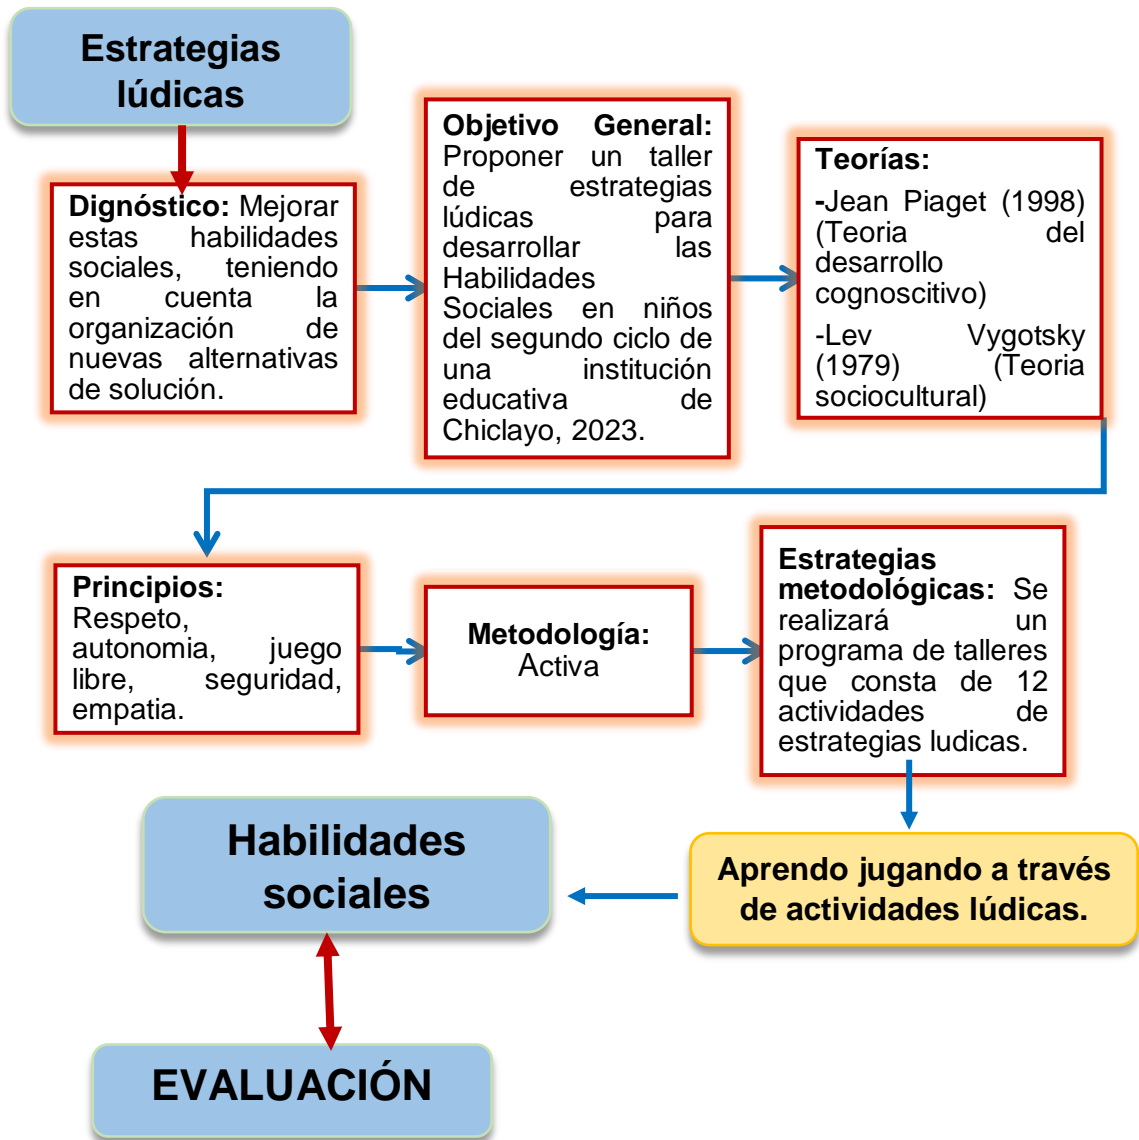 Estrategias
lúdicas
Dignóstico: Mejorar
estas habilidades
sociales, teniendo
en cuenta la
organización de
nuevas alternativas
de solución.
Objetivo General:
Proponer un taller
de estrategias
lúdicas para
desarrollar las
Habilidades
Sociales en niños
del segundo ciclo de
una institución
educativa de
Chiclayo, 2023.
Teorías:
-Jean Piaget (1998)
(Teoria del
desarrollo
cognoscitivo)
-Lev Vygotsky
(1979) (Teoria
sociocultural)
Principios:
Respeto,
autonomia, juego
libre, seguridad,
empatia.
Metodología:
Activa
Estrategias
metodológicas: Se
realizará un
programa de talleres
que consta de 12
actividades de
estrategias ludicas.
Aprendo jugando a través
de actividades lúdicas.
Habilidades
sociales
EVALUACIÓN